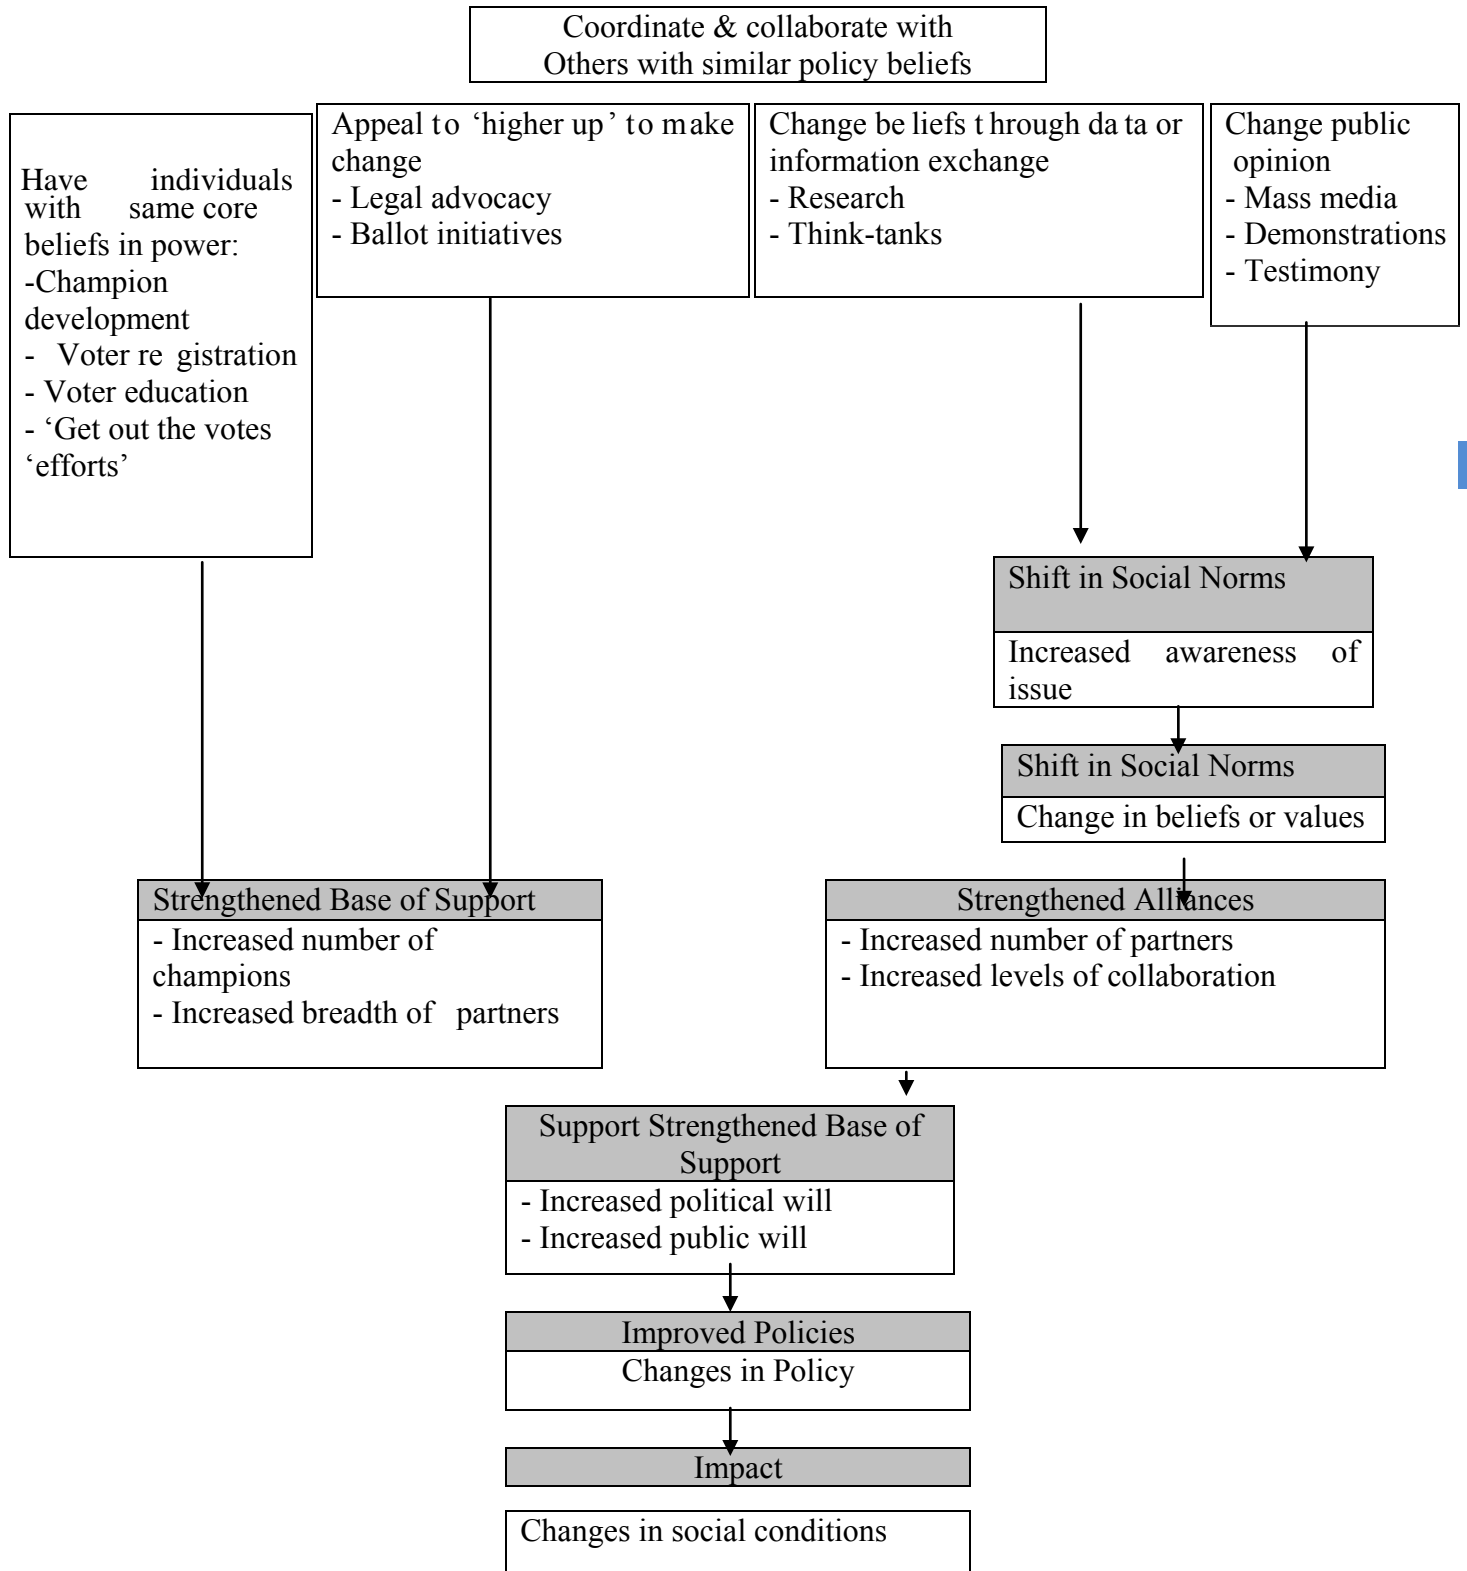 Coordinate & collaborate with
Others with similar policy beliefs
Have individuals
with same core
beliefs in power:
-Champion
development
- Voter re gistration
- Voter education
- ‘Get out the votes
‘efforts’
Appeal to ‘higher up’ to make
change
- Legal advocacy
- Ballot initiatives
Change be liefs t hrough da ta or
information exchange
- Research
- Think-tanks
Change public
opinion
- Mass media
- Demonstrations
- Testimony
Shift in Social Norms
Increased awareness of
issue
Shift in Social Norms
Change in beliefs or values
Strengthened Base of Support
- Increased number of
champions
- Increased breadth of partners
Strengthened Alliances
- Increased number of partners
- Increased levels of collaboration
Support Strengthened Base of
Support
- Increased political will
- Increased public will
Improved Policies
Changes in Policy
Impact
Changes in social conditions